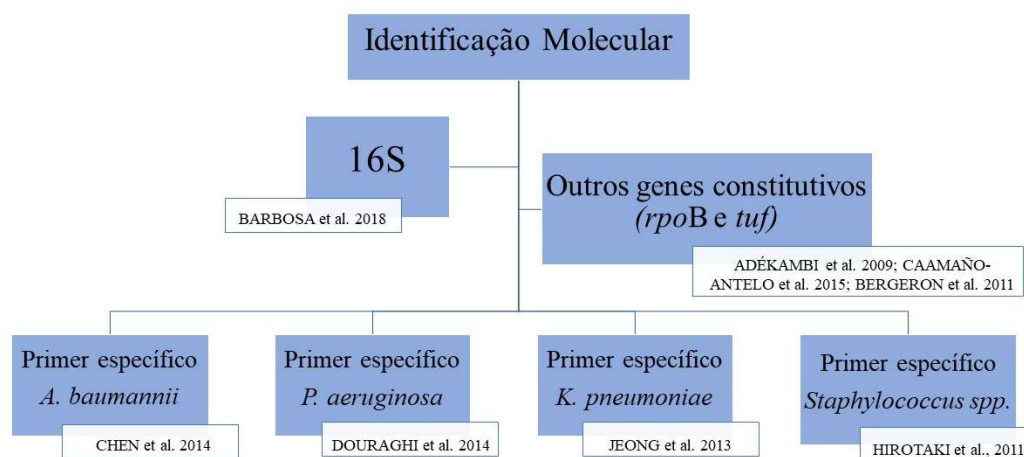 Identificação Molecular
16S
BARBOSA et al. 2018
Outros genes constitutivos
(rpoB e tuf)
ADÉKAMBI et al. 2009; CAAMAÑO-
ANTELO et al. 2015; BERGERON et al. 2011
Primer específico
A. baumannii
CHEN et al. 2014
Primer específico
P. aeruginosa
DOURAGHI et al. 2014
Primer específico
K. pneumoniae
JEONG et al. 2013
Primer específico
Staphylococcus spp.
HIROTAKI et al., 2011